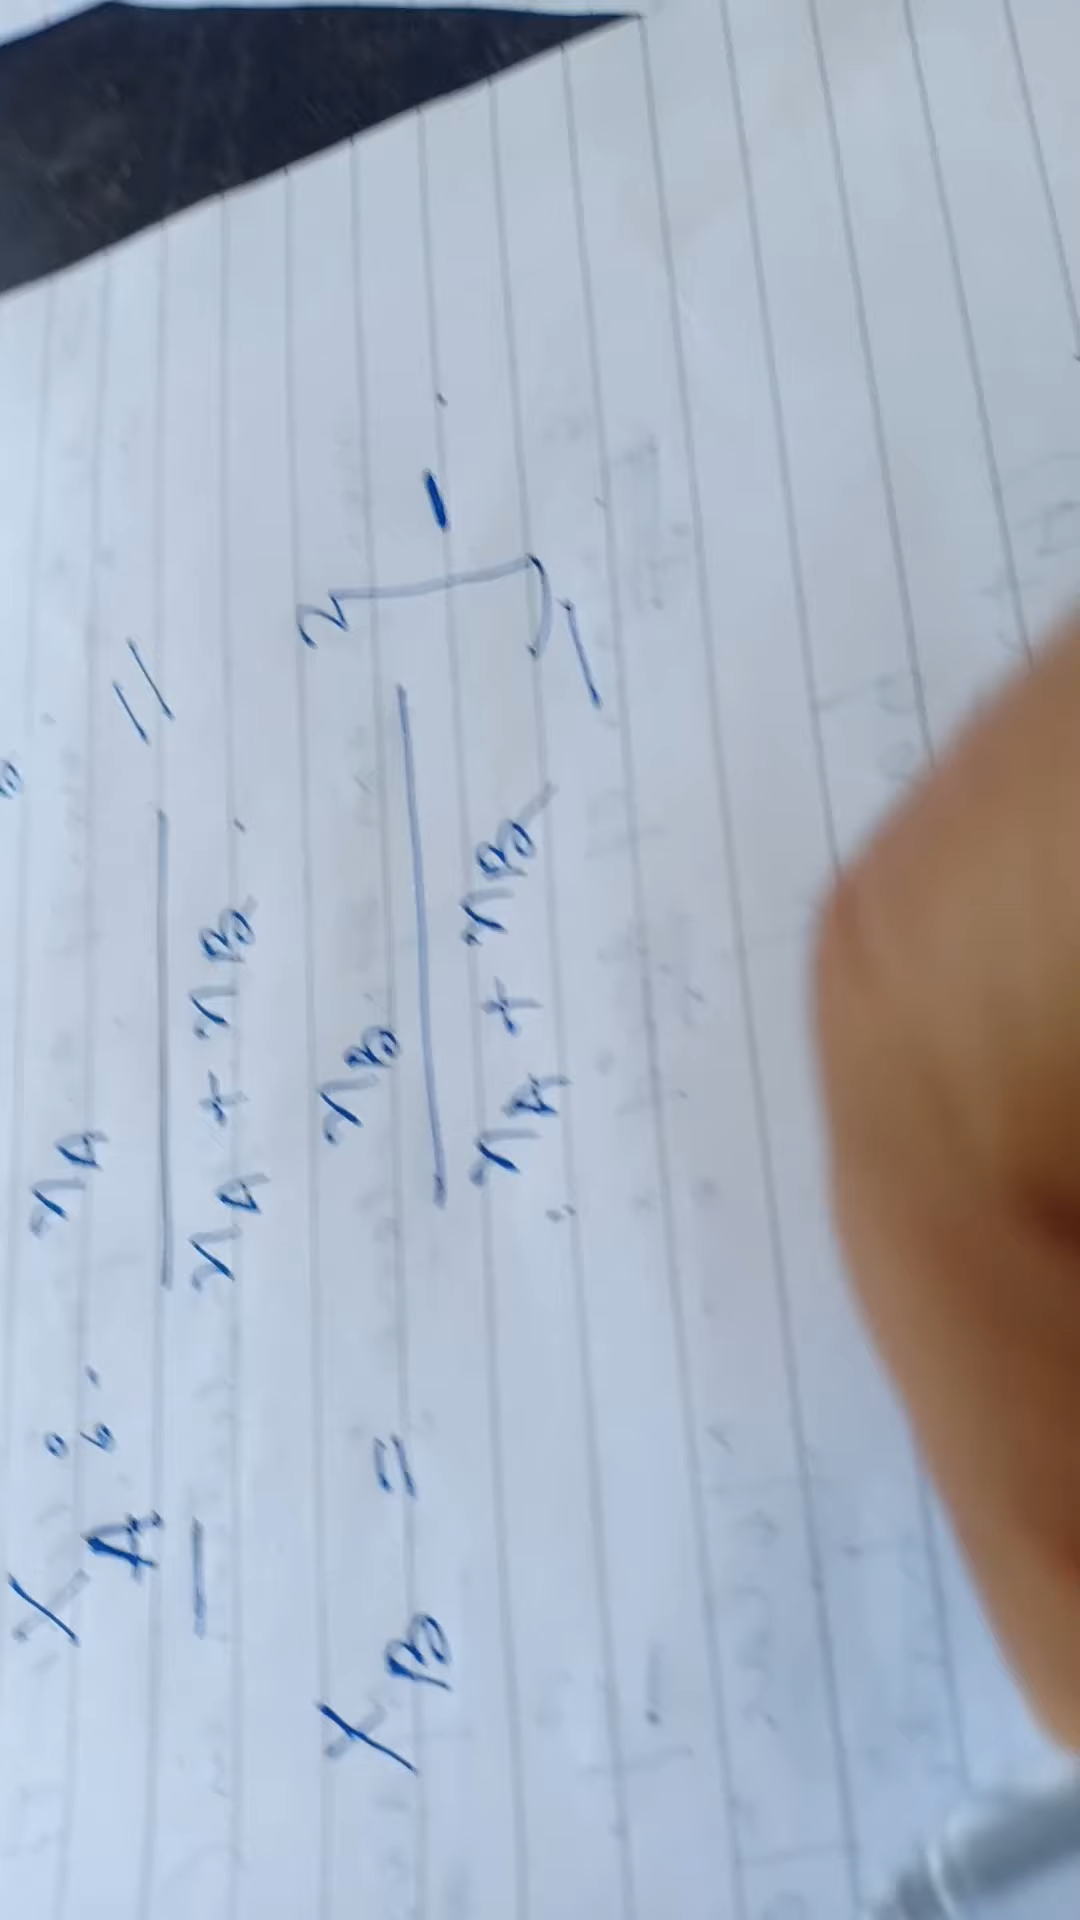 n_A
X_A :
n_A + n_B
n_B
X_B =
n_A + n_B